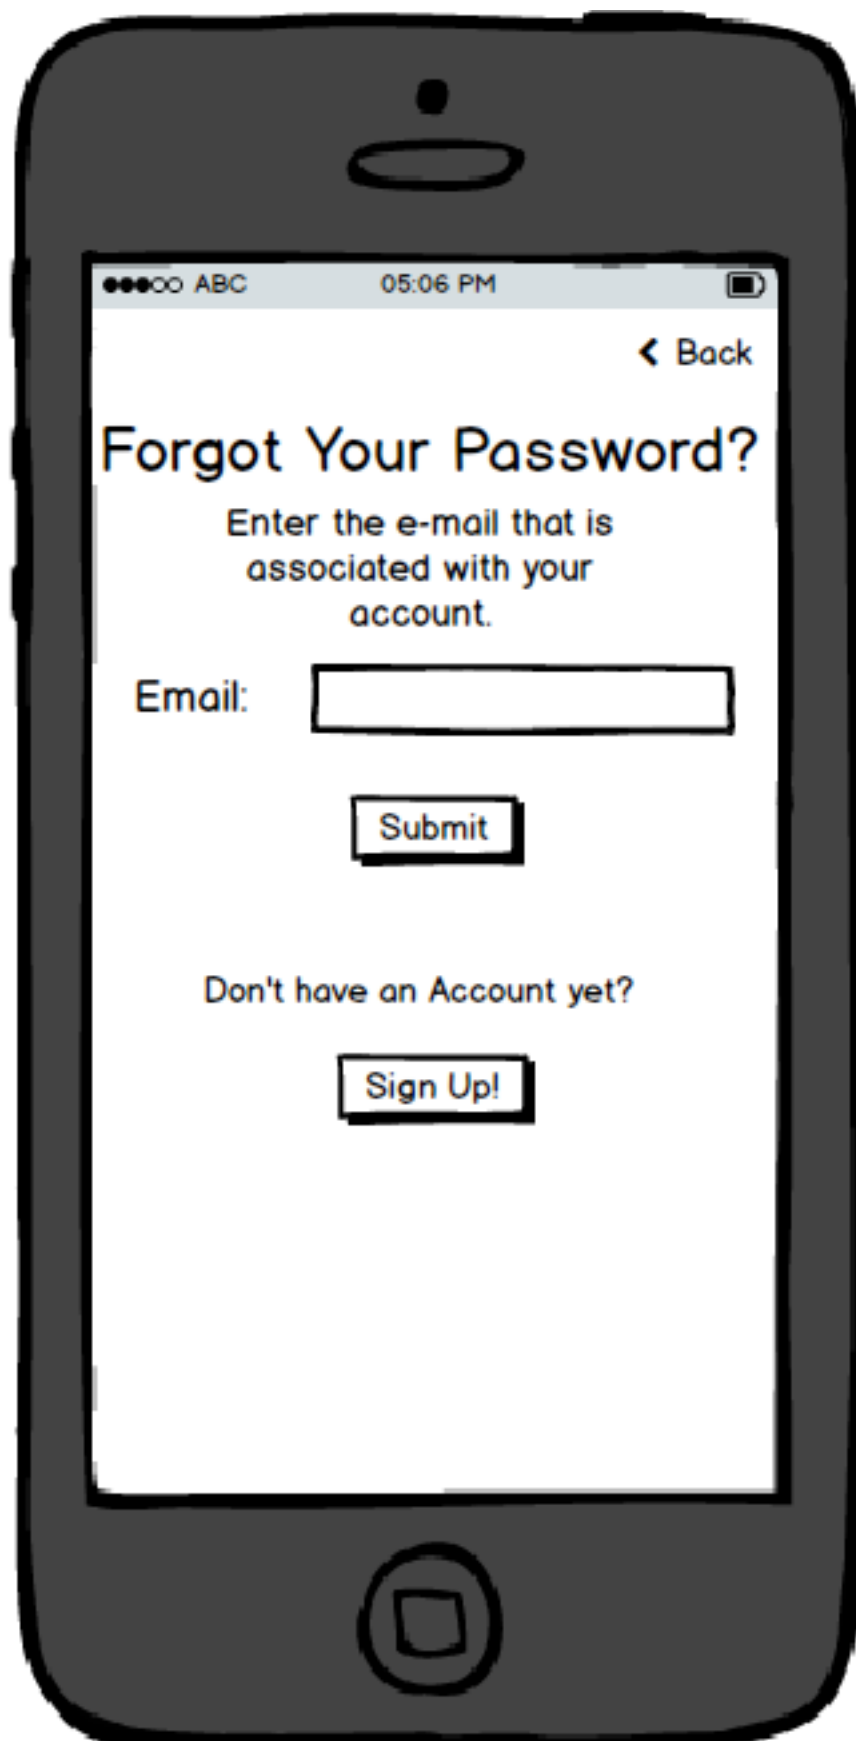 ABC 05:06 PM
Back
Forgot Your Password?
Enter the e-mail that is
associated with your
account.
Email:
Submit
Don't have an Account yet?
Sign Up!